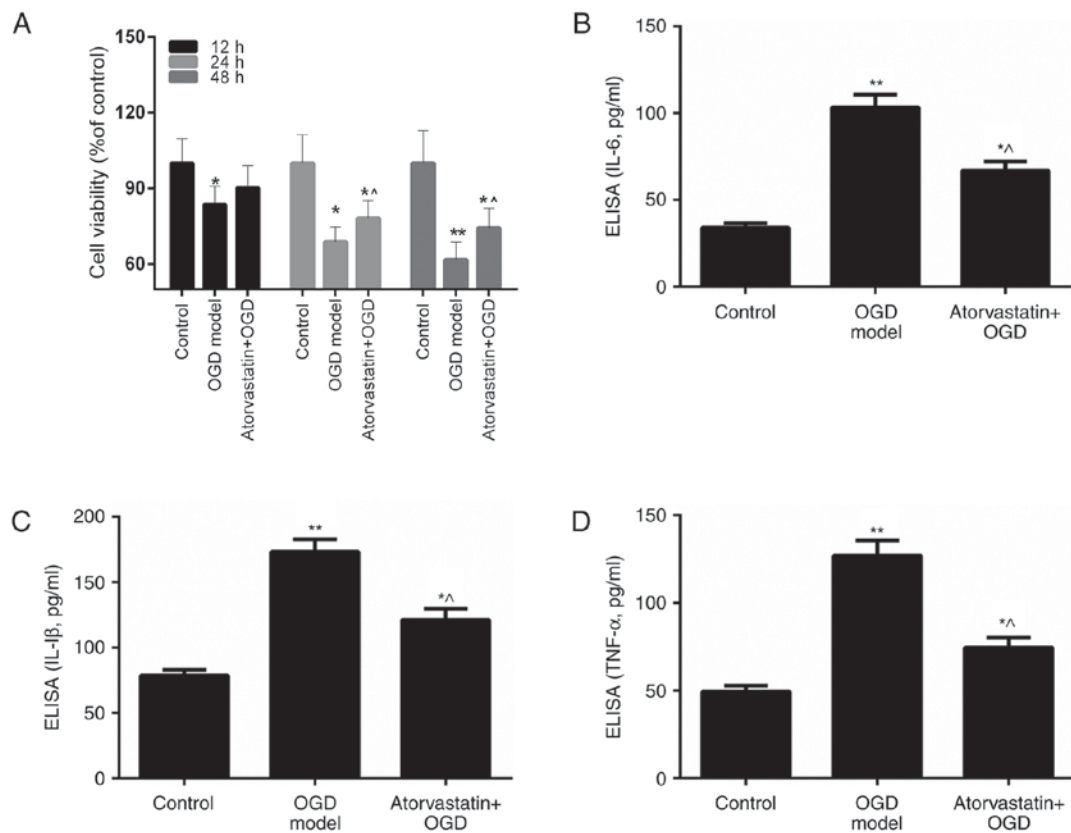 A
150
120
90
60
Cell viability (%of control)
12 h
24 h
48 h
*
*
*^
**
*^
Control
OGD model
Atorvastatin+OGD
Control
OGD model
Atorvastatin+OGD
Control
OGD model
Atorvastatin+OGD
B
150
100
50
0
ELISA (IL-6, pg/ml)
**
*^
Control
OGD
model
Atorvastatin+
OGD
C
200
150
100
50
0
ELISA (IL-Iβ, pg/ml)
**
*^
Control
OGD
model
Atorvastatin+
OGD
D
150
100
50
0
ELISA (TNF-α, pg/ml)
**
*^
Control
OGD
model
Atorvastatin+
OGD